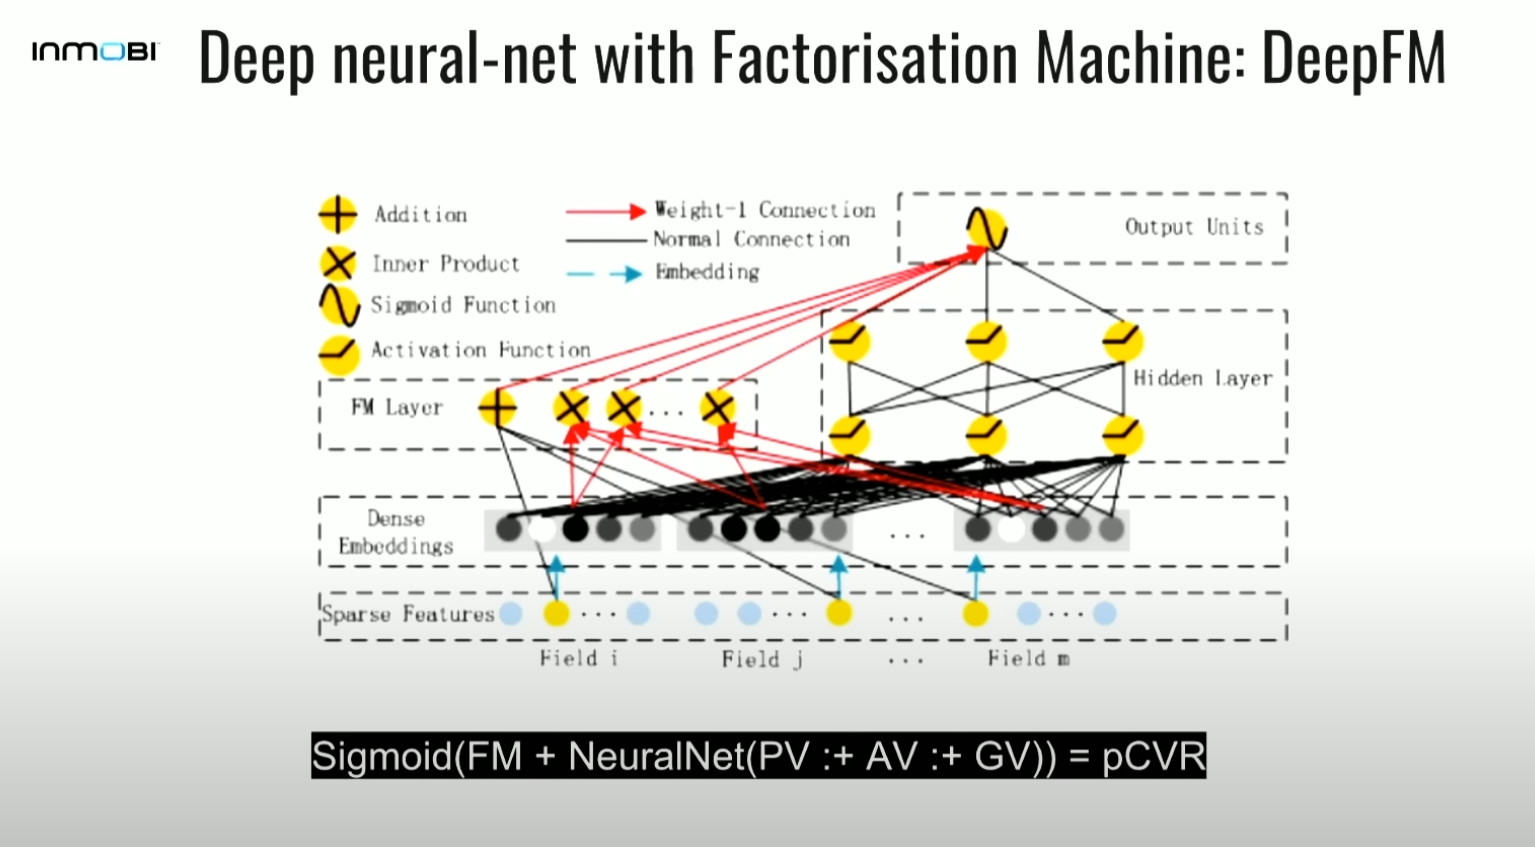 INMOBI
Deep neural-net with Factorisation Machine: DeepFM
Addition
Inner Product
Sigmoid Function
Activation Function
Weight-1 Connection
Normal Connection
Embedding
Output Units
Hidden Layer
FM Layer
...
Dense
Embeddings
...
Sparse Features
...
...
...
...
Field i
Field j
...
Field m
Sigmoid(FM + NeuralNet(PV :+ AV :+ GV)) = pCVR